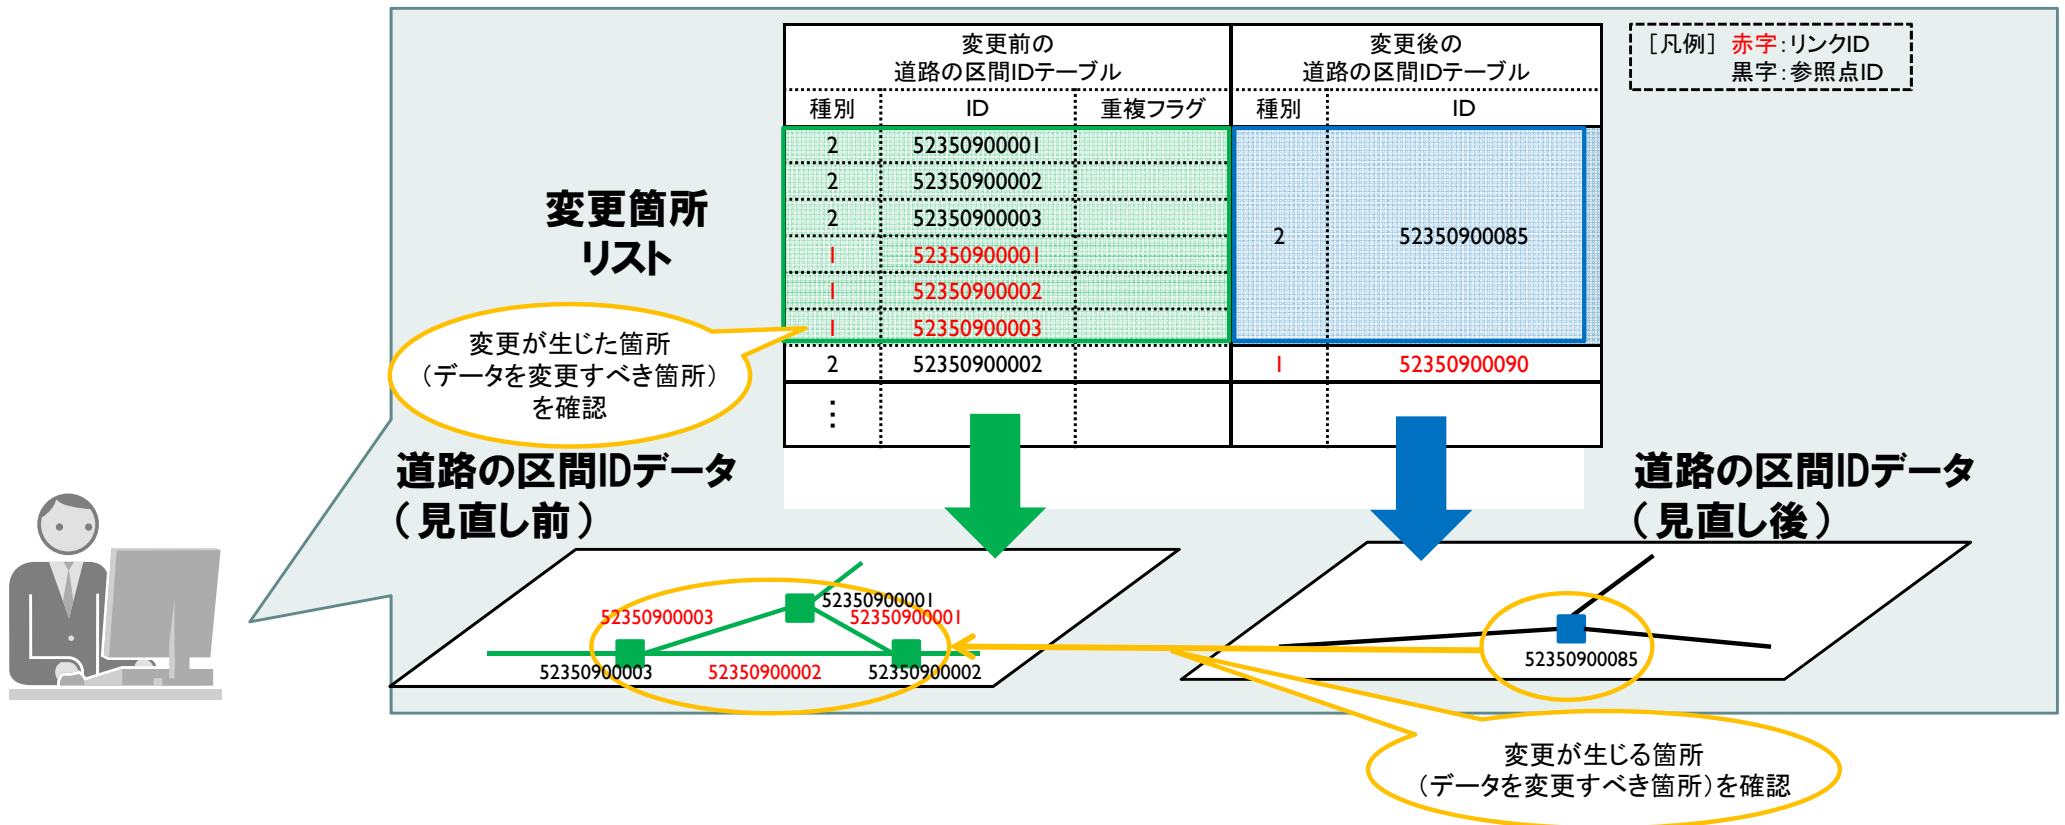 変更前の
道路の区間IDテーブル
変更後の
道路の区間IDテーブル
種別 ID 重複フラグ 種別 ID
2 52350900001
2 52350900002
2 52350900003
1 52350900001
1 52350900002
1 52350900003
2 52350900085
2 52350900002 1 52350900090
⋮
［凡例］ 赤字：リンクID
黒字：参照点ID
変更箇所
リスト
変更が生じた箇所
（データを変更すべき箇所）
を確認
道路の区間IDデータ
（見直し前）
道路の区間IDデータ
（見直し後）
52350900001
52350900003 52350900001
52350900003 52350900002 52350900002
52350900085
変更が生じる箇所
（データを変更すべき箇所）を確認